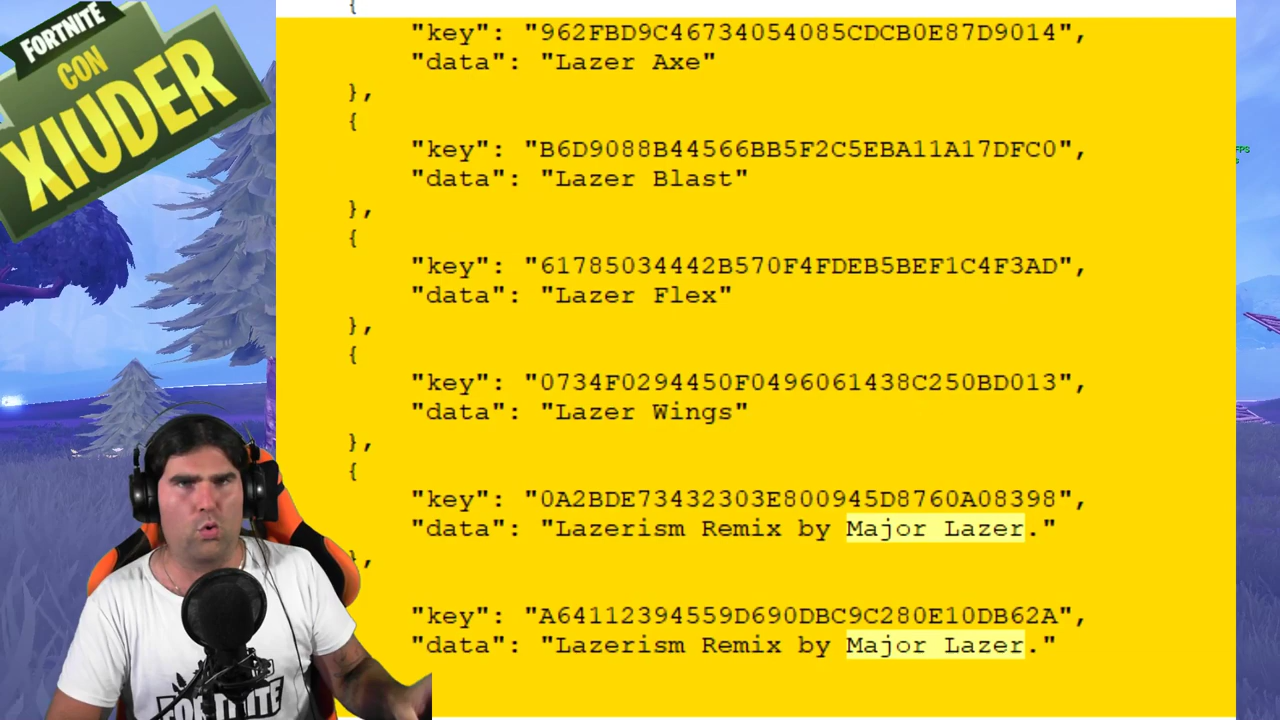 FORTNITE
CON
XIUDER
{
"key": "962FBD9C46734054085CDCB0E87D9014",
"data": "Lazer Axe"
},
{
"key": "B6D9088B44566BB5F2C5EBA11A17DFC0",
"data": "Lazer Blast"
},
{
"key": "61785034442B570F4FDEB5BEF1C4F3AD",
"data": "Lazer Flex"
},
{
"key": "0734F0294450F0496061438C250BD013",
"data": "Lazer Wings"
},
{
"key": "0A2BDE73432303E800945D8760A08398",
"data": "Lazerism Remix by Major Lazer."
},
"key": "A64112394559D690DBC9C280E10DB62A",
"data": "Lazerism Remix by Major Lazer."
FPS
FORTNITE